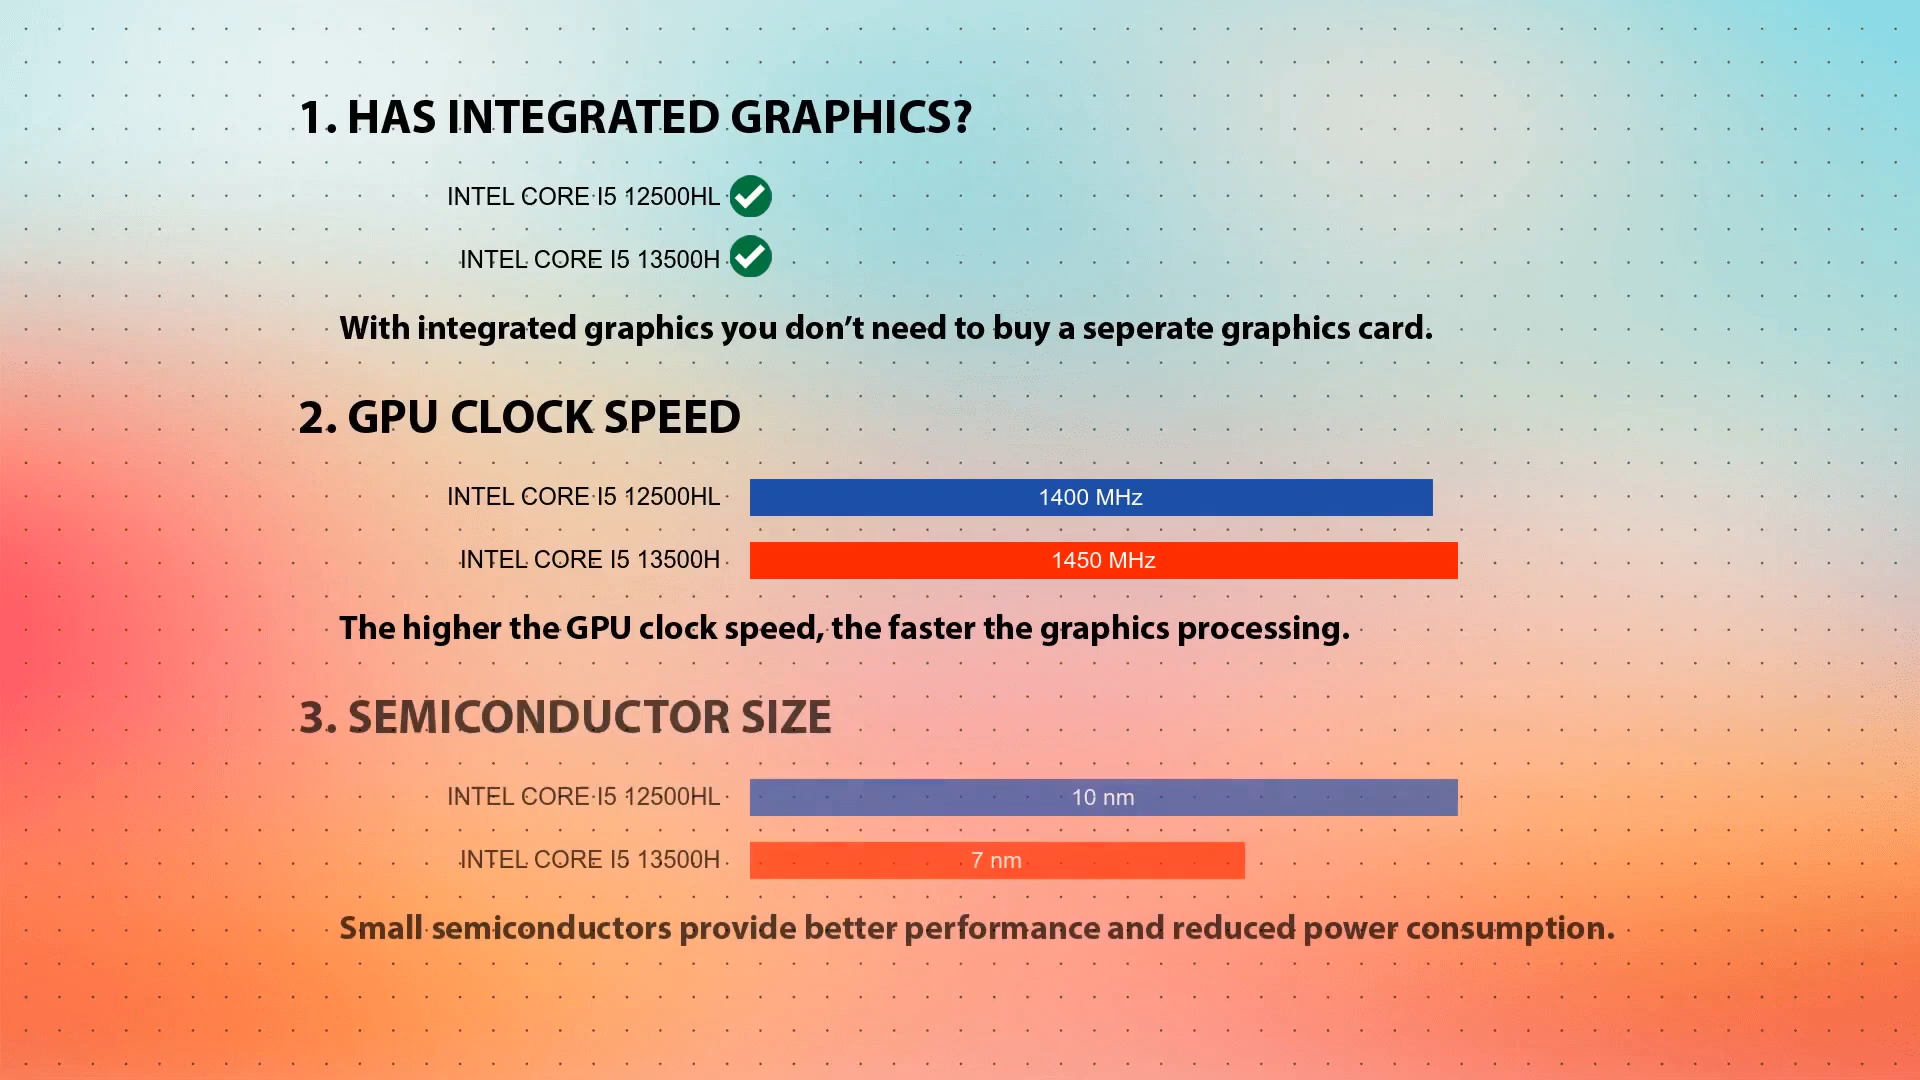 1. HAS INTEGRATED GRAPHICS?
INTEL CORE I5 12500HL
INTEL CORE I5 13500H
With integrated graphics you don’t need to buy a seperate graphics card.
2. GPU CLOCK SPEED
INTEL CORE I5 12500HL 1400 MHz
INTEL CORE I5 13500H 1450 MHz
The higher the GPU clock speed, the faster the graphics processing.
3. SEMICONDUCTOR SIZE
INTEL CORE I5 12500HL 10 nm
INTEL CORE I5 13500H 7 nm
Small semiconductors provide better performance and reduced power consumption.